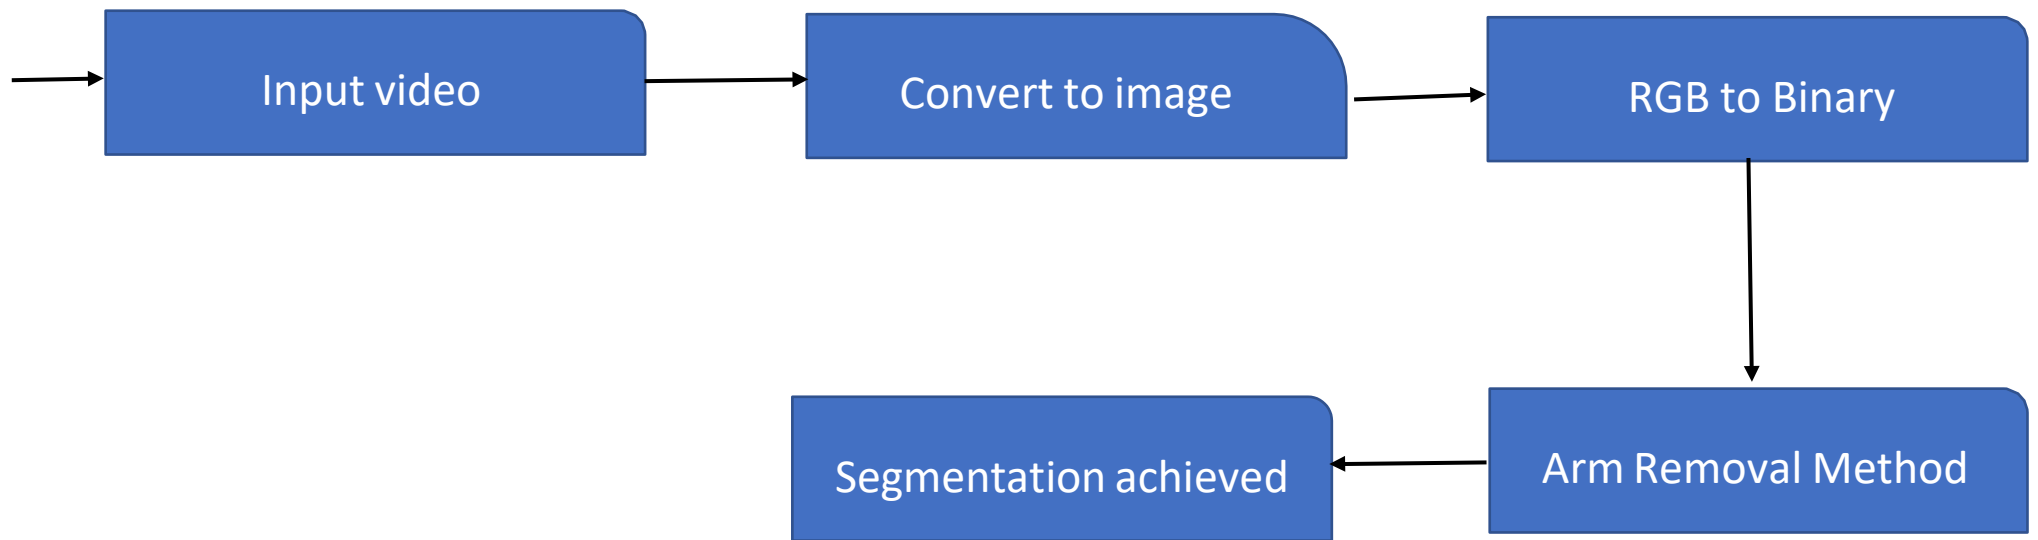 Input video
Convert to image
RGB to Binary
Arm Removal Method
Segmentation achieved